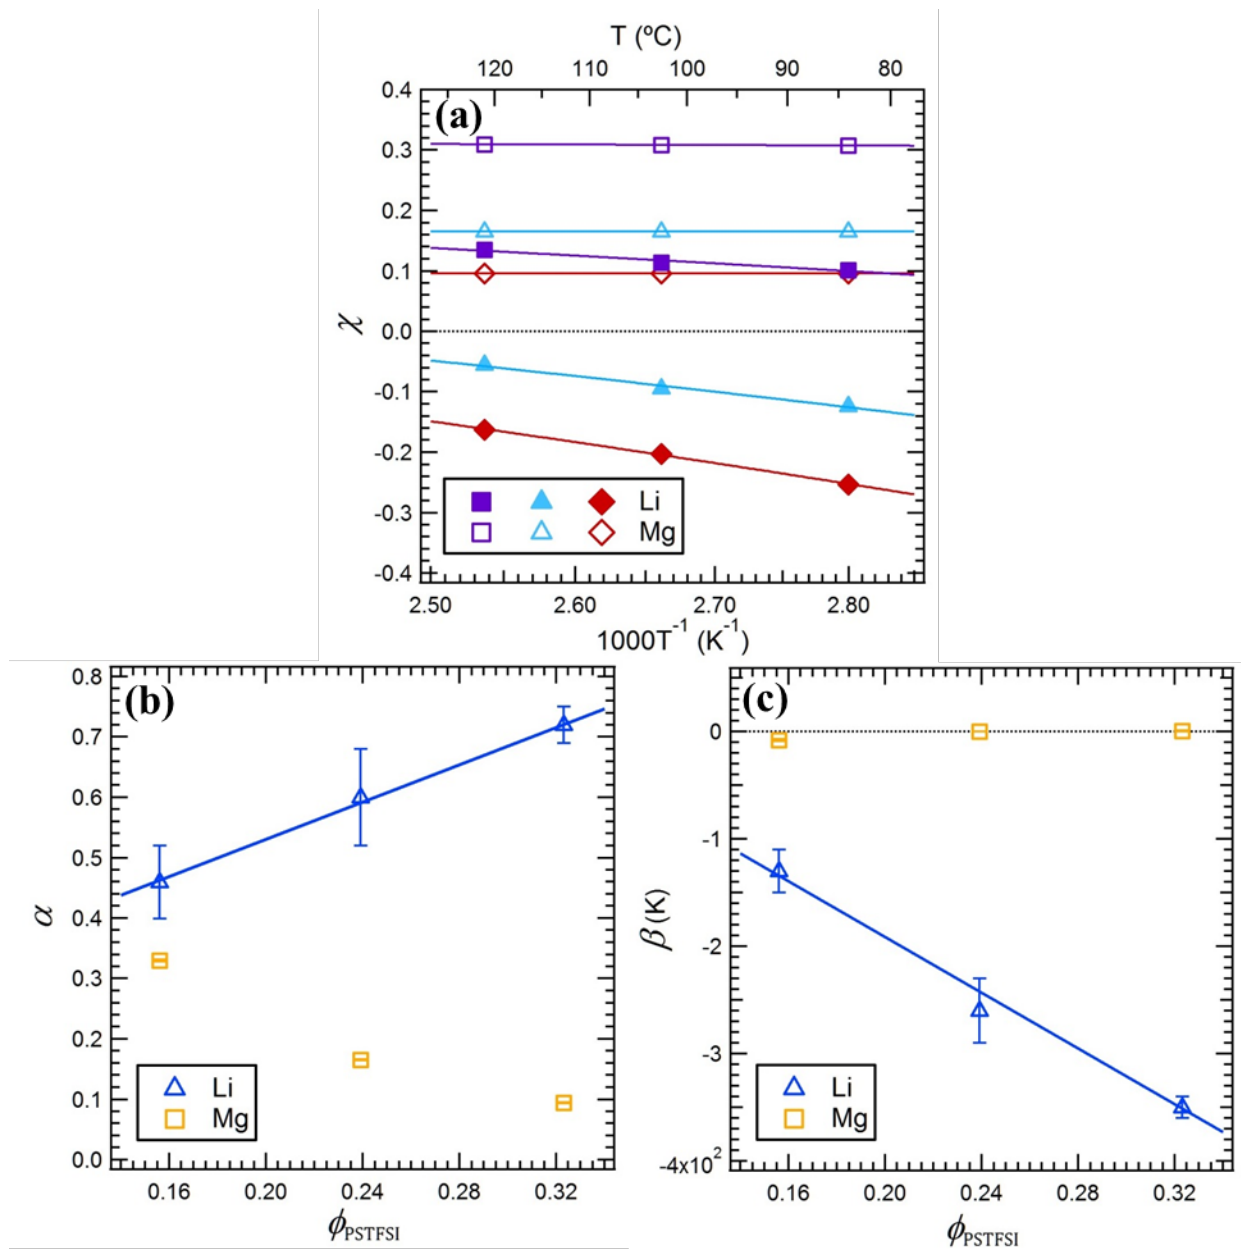 T (ºC)
120 110 100 90 80
(a)
0.4
0.3
0.2
0.1
0.0
-0.1
-0.2
-0.3
-0.4
χ
Li
Mg
2.50 2.60 2.70 2.80
1000T⁻¹ (K⁻¹)
(b)
0.8
0.7
0.6
0.5
0.4
0.3
0.2
0.1
0.0
α
Li
Mg
0.16 0.20 0.24 0.28 0.32
ϕPSTFSI
(c)
0
-1
-2
-3
-4x10²
β (K)
Li
Mg
0.16 0.20 0.24 0.28 0.32
ϕPSTFSI